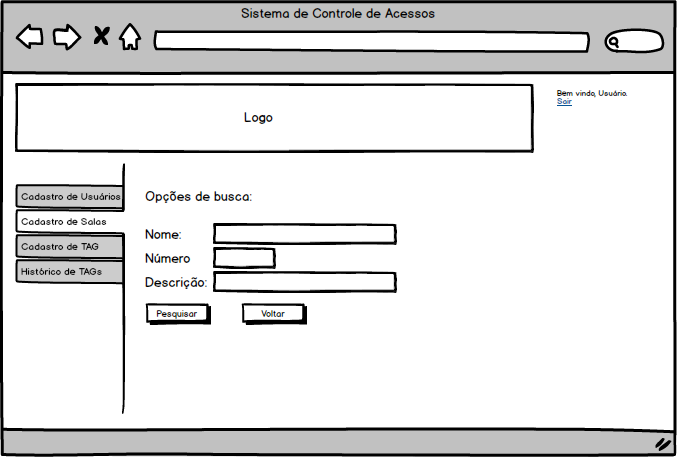 Sistema de Controle de Acessos
Bem vindo, Usuário.
Sair
Logo
Cadastro de Usuários
Cadastro de Salas
Cadastro de TAG
Histórico de TAGs
Opções de busca:
Nome:
Número
Descrição:
Pesquisar
Voltar